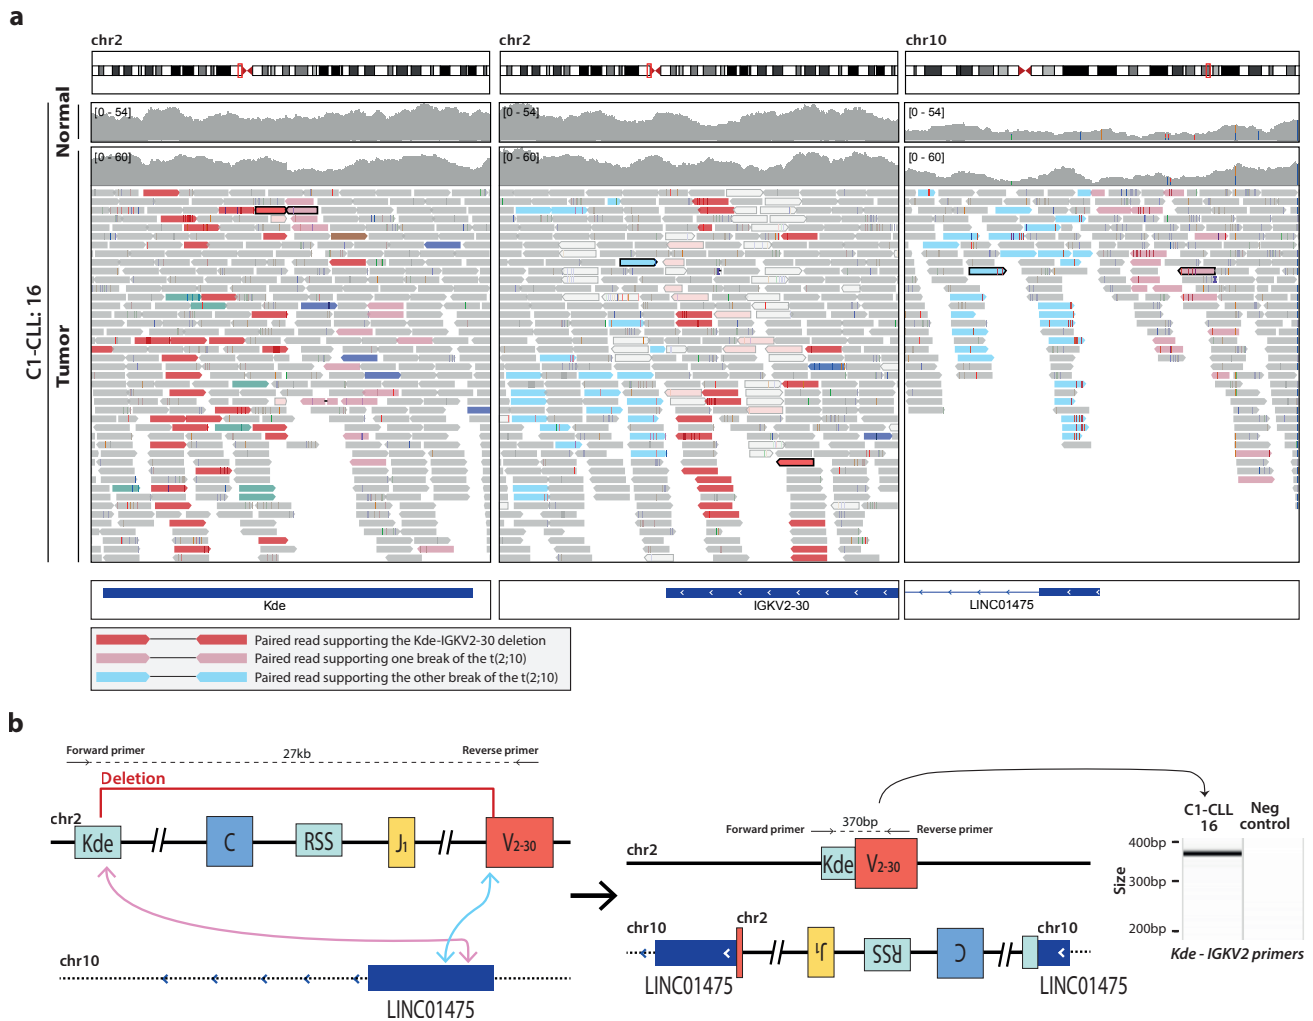 a
chr2
chr2
chr10
Normal
[0 - 54]
[0 - 54]
[0 - 54]
C1-CLL: 16
Tumor
[0 - 60]
[0 - 60]
[0 - 60]
Kde
IGKV2-30
LINC01475
Paired read supporting the Kde-IGKV2-30 deletion
Paired read supporting one break of the t(2;10)
Paired read supporting the other break of the t(2;10)
b
Forward primer
27kb
Reverse primer
Deletion
chr2
Kde
C
RSS
J1
V2-30
chr10
LINC01475
Forward primer
370bp
Reverse primer
chr2
Kde
V2-30
chr10
chr2
J1
RSS
C
chr10
LINC01475
LINC01475
C1-CLL
16
Neg
control
Size
400bp
300bp
200bp
Kde - IGKV2 primers